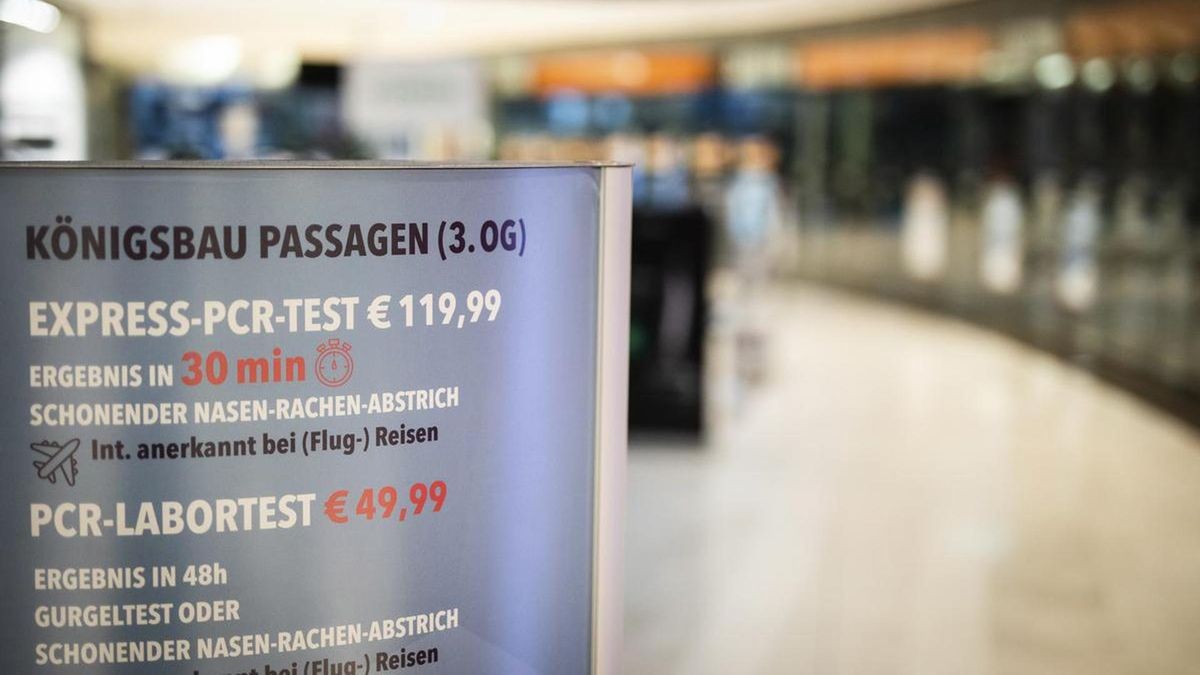 KÖNIGSBAU PASSAGEN (3. OG)
EXPRESS-PCR-TEST € 119,99
ERGEBNIS IN 30 min
SCHONENDER NASEN-RACHEN-ABSTRICH
Int. anerkannt bei (Flug-) Reisen
PCR-LABORTEST € 49,99
ERGEBNIS IN 48h
GURGELTEST ODER
SCHONENDER NASEN-RACHEN-ABSTRICH
bei (Flug-) Reisen